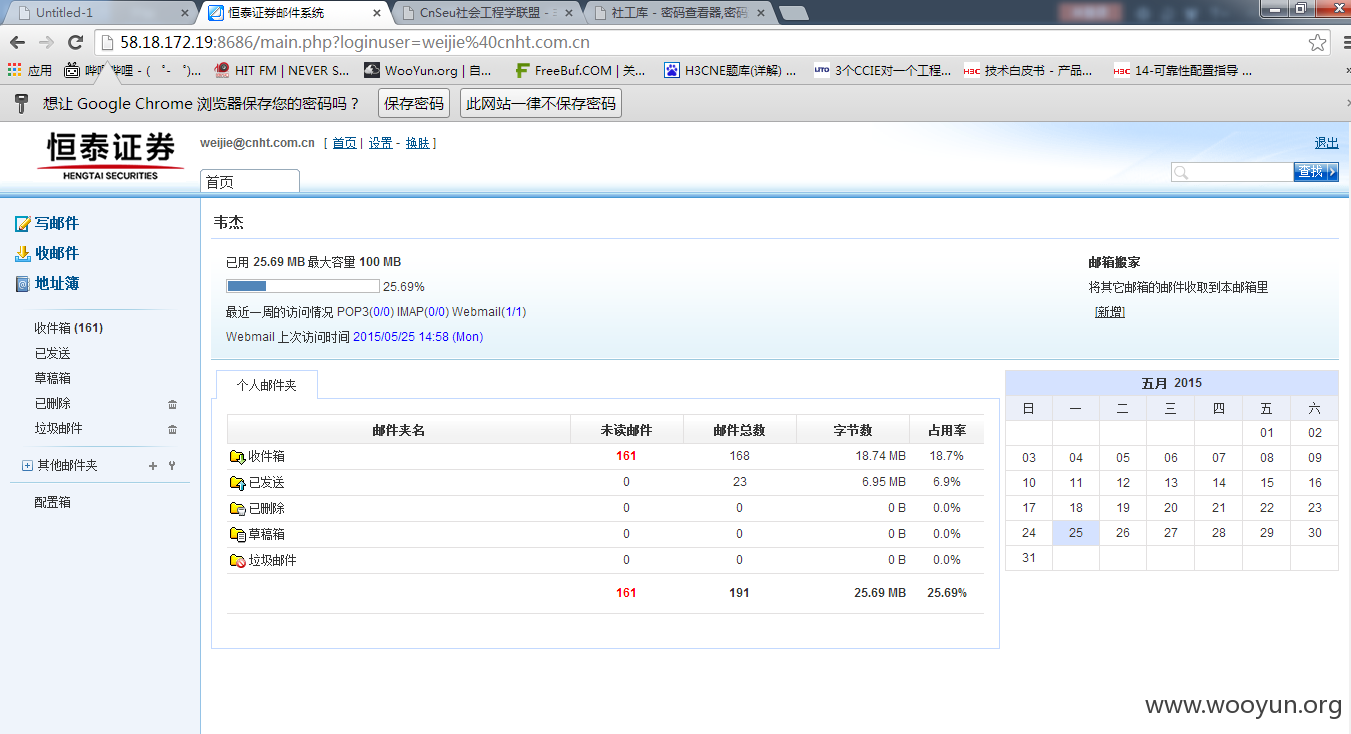 Untitled-1
恒泰证券邮件系统
CnSeu社会工程学联盟 -
社工库 - 密码查看器,密码
58.18.172.19:8686/main.php?loginuser=weijie%40cnht.com.cn
应用
HIT FM | NEVER S...
WooYun.org | 自...
FreeBuf.COM | 关...
H3CNE题库(详解) ...
UTO 3个CCIE对一个工程...
H3C 技术白皮书 - 产品...
H3C 14-可靠性配置指导 ...
想让 Google Chrome 浏览器保存您的密码吗？ 保存密码 此网站一律不保存密码
恒泰证券
HENGTAI SECURITIES
weijie@cnht.com.cn [ 首页 | 设置 - 换肤 ]
退出
首页
查找
写邮件
收邮件
地址簿
收件箱 (161)
已发送
草稿箱
已删除
垃圾邮件
其他邮件夹
配置箱
韦杰
已用 25.69 MB 最大容量 100 MB
25.69%
最近一周的访问情况 POP3(0/0) IMAP(0/0) Webmail(1/1)
Webmail 上次访问时间 2015/05/25 14:58 (Mon)
邮箱搬家
将其它邮箱的邮件收取到本邮箱里
[新增]
个人邮件夹
邮件夹名 未读邮件 邮件总数 字节数 占用率
收件箱 161 168 18.74 MB 18.7%
已发送 0 23 6.95 MB 6.9%
已删除 0 0 0 B 0.0%
草稿箱 0 0 0 B 0.0%
垃圾邮件 0 0 0 B 0.0%
161 191 25.69 MB 25.69%
五月 2015
日 一 二 三 四 五 六
01 02
03 04 05 06 07 08 09
10 11 12 13 14 15 16
17 18 19 20 21 22 23
24 25 26 27 28 29 30
31
www.wooyun.org